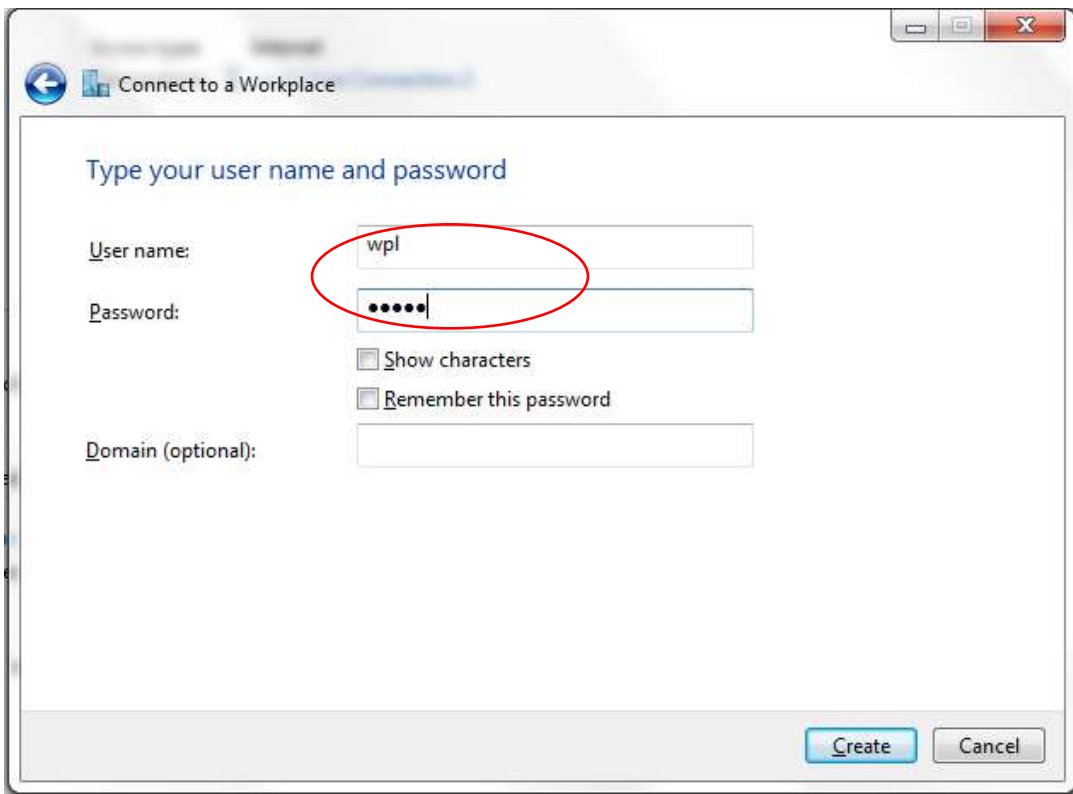 Connect to a Workplace
Type your user name and password
User name: wpl
Password: •••••
Show characters
Remember this password
Domain (optional):
Create Cancel